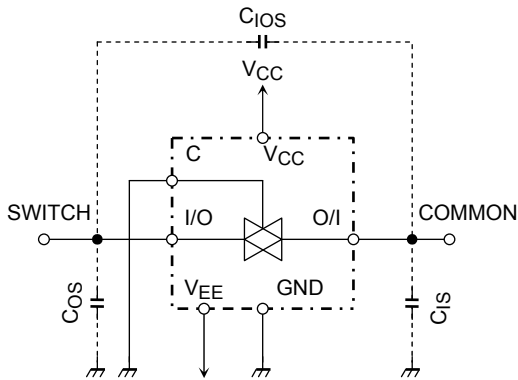 CIOS
VCC
C
VCC
SWITCH
I/O
O/I
COMMON
COS
VEE
GND
CIS